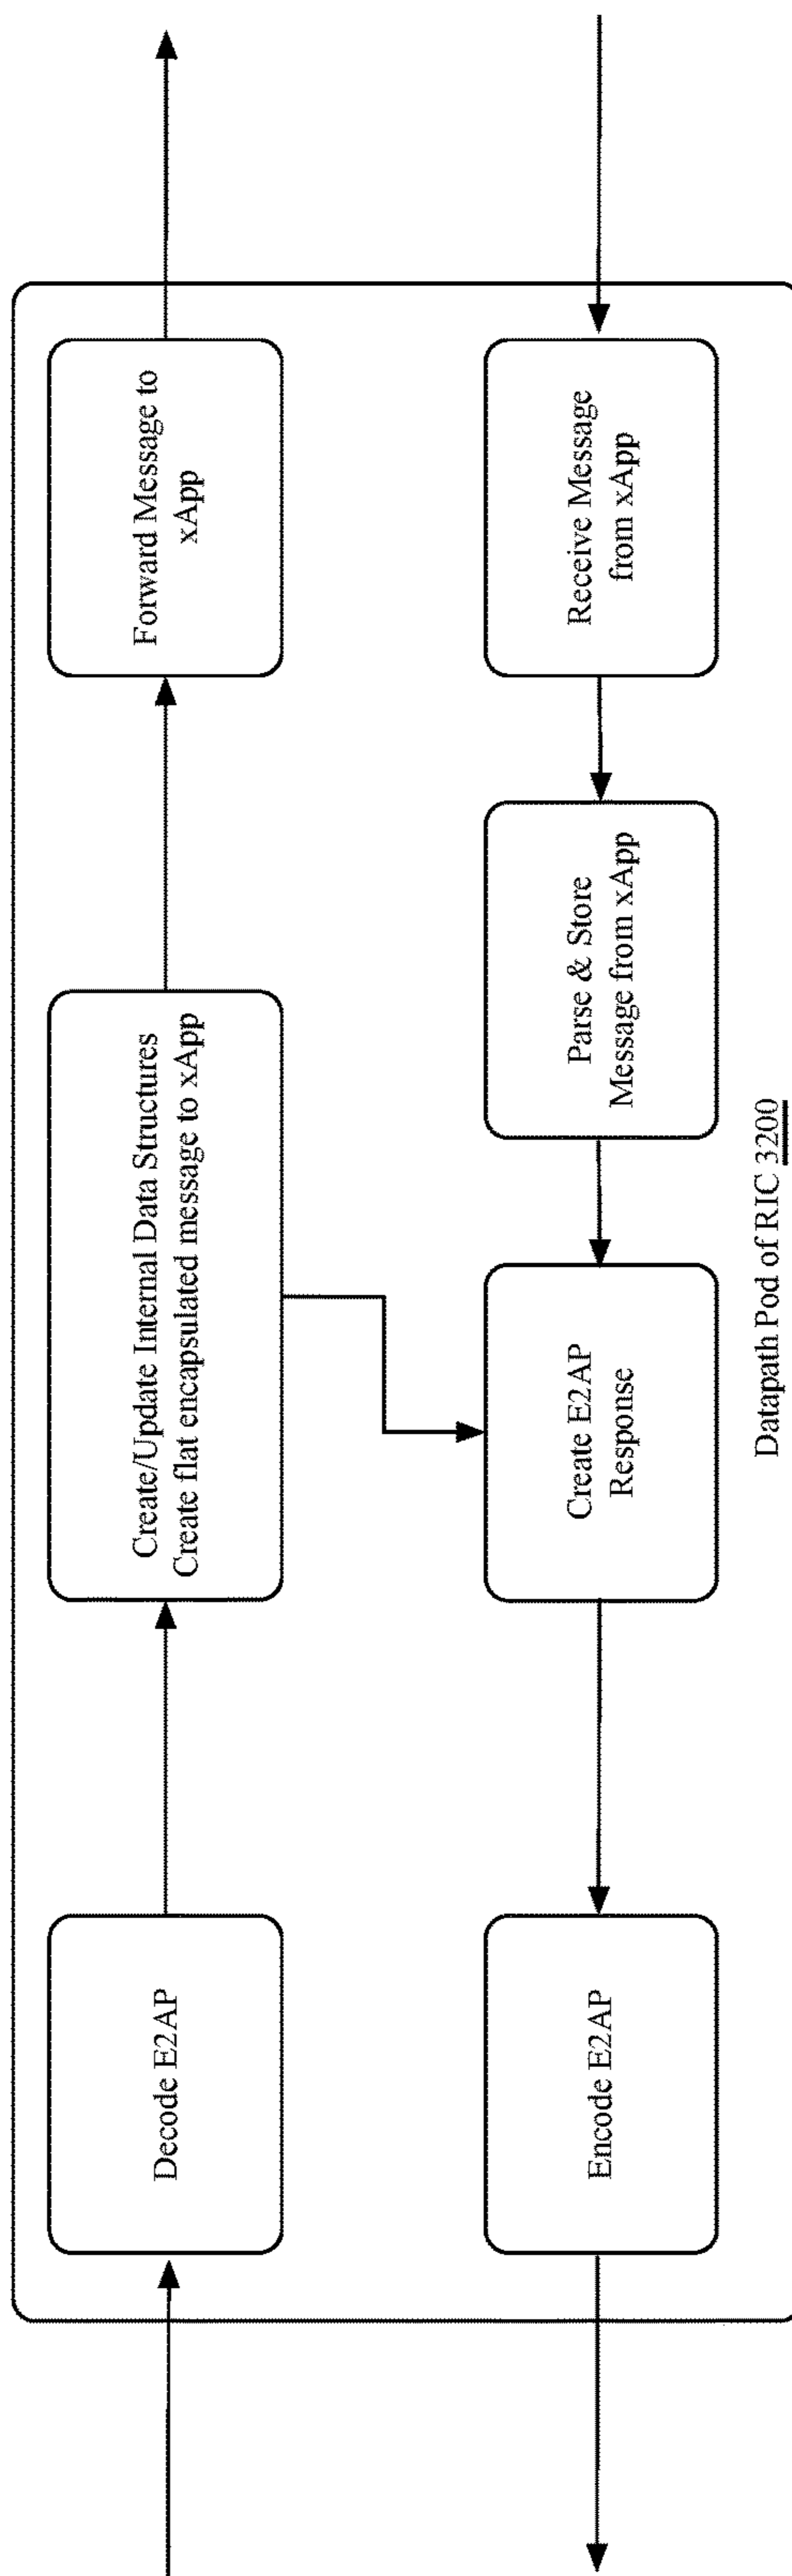 Decode E2AP
Create/Update Internal Data Structures
Create flat encapsulated message to xApp
Forward Message to
xApp
Encode E2AP
Create E2AP
Response
Parse & Store
Message from xApp
Receive Message
from xApp
Datapath Pod of RIC 3200